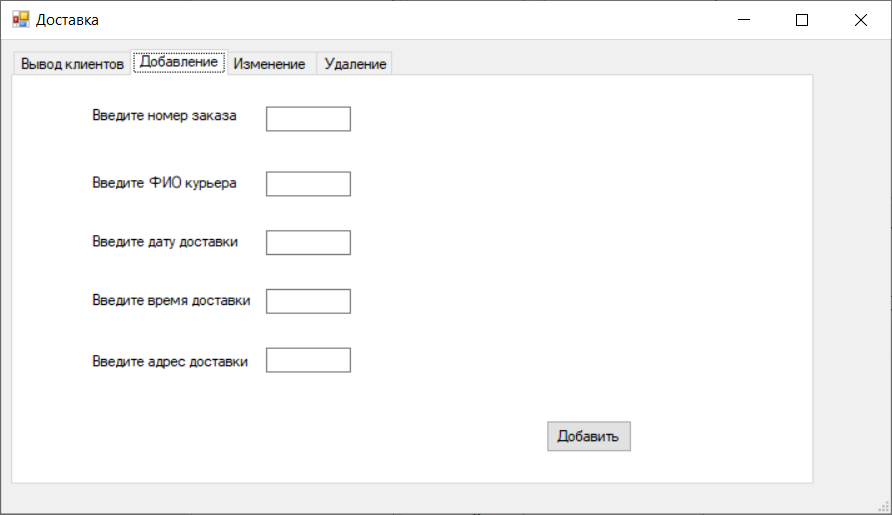 Доставка
Вывод клиентов Добавление Изменение Удаление
Введите номер заказа
Введите ФИО курьера
Введите дату доставки
Введите время доставки
Введите адрес доставки
Добавить